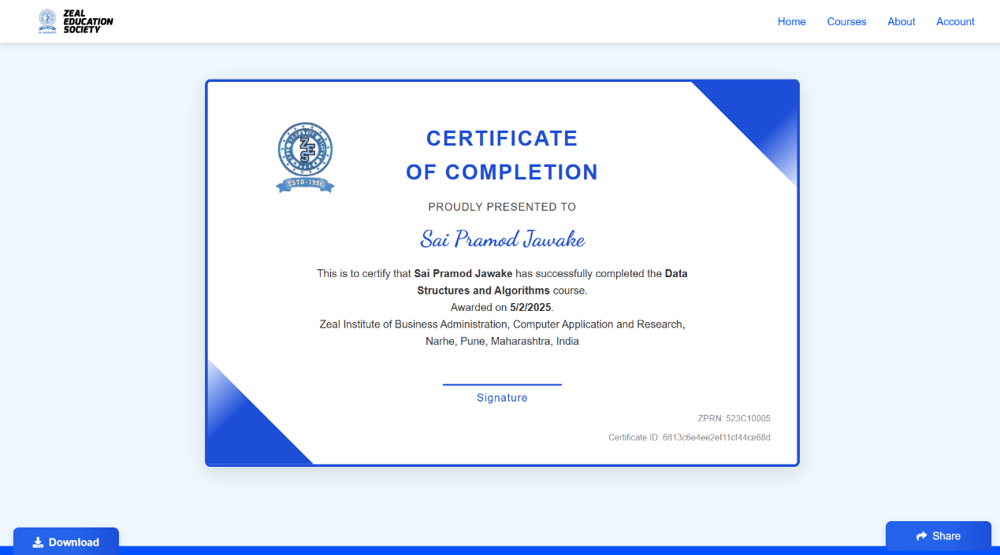 ZEAL
EDUCATION
SOCIETY
Home Courses About Account
ZES
ESTD-1996
CERTIFICATE
OF COMPLETION
PROUDLY PRESENTED TO
Sai Pramod Jawake
This is to certify that Sai Pramod Jawake has successfully completed the Data
Structures and Algorithms course.
Awarded on 5/2/2025.
Zeal Institute of Business Administration, Computer Application and Research,
Narhe, Pune, Maharashtra, India
Signature
ZPRN: 523C10005
Certificate ID: 6813c6e4ee2ef11cf44ce68d
Download
Share